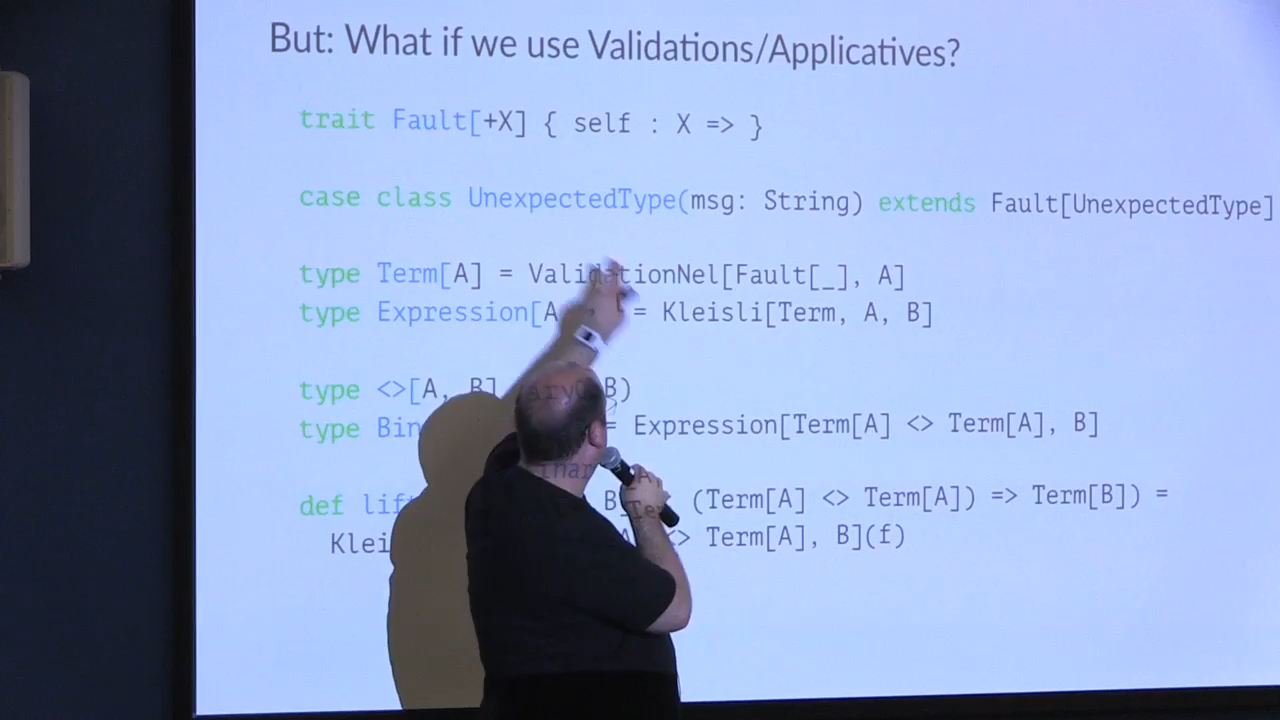 But: What if we use Validations/Applicatives?
trait Fault[+X] { self : X => }
case class UnexpectedType(msg: String) extends Fault[UnexpectedType]
type Term[A] = ValidationNel[Fault[_], A]
type Expression[A = Kleisli[Term, A, B]
type <>[A, B] B)
type Bin = Expression[Term[A] <> Term[A], B]
def lif B (Term[A] <> Term[A]) => Term[B]) =
Klei <> Term[A], B](f)